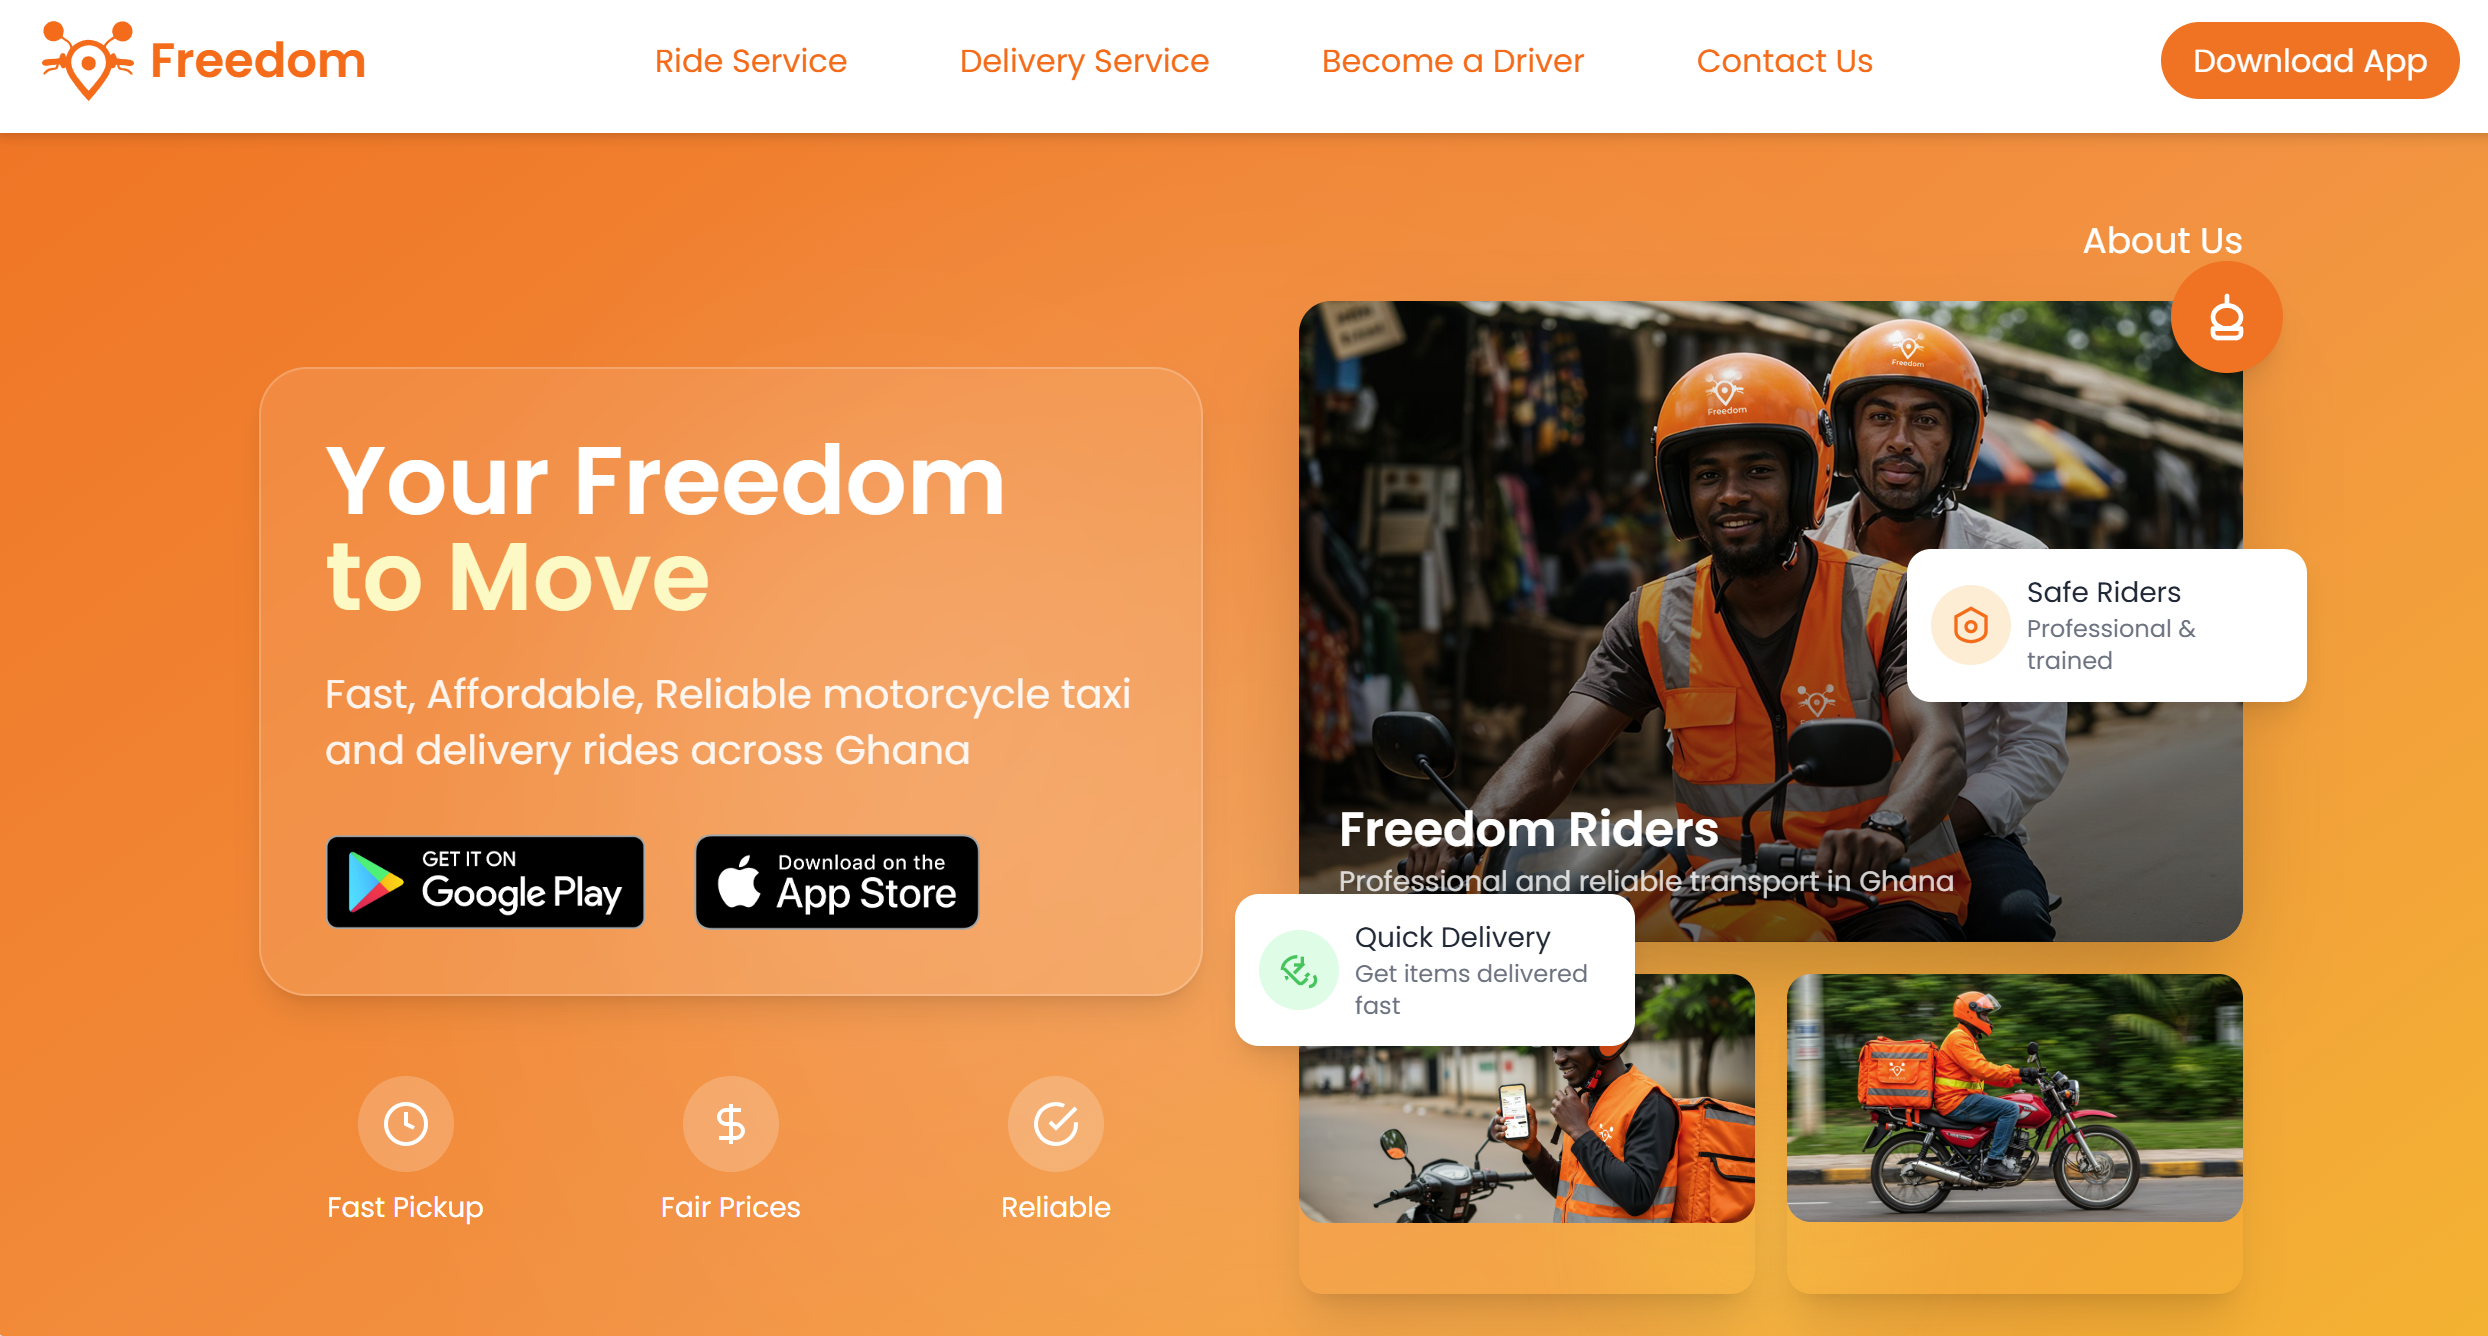 Freedom
Ride Service
Delivery Service
Become a Driver
Contact Us
Download App
About Us
Your Freedom
to Move
Fast, Affordable, Reliable motorcycle taxi
and delivery rides across Ghana
GET IT ON
Google Play
Download on the
App Store
Fast Pickup
Fair Prices
Reliable
Freedom
Freedom
Safe Riders
Professional &
trained
Freedom Riders
Professional and reliable transport in Ghana
Quick Delivery
Get items delivered
fast